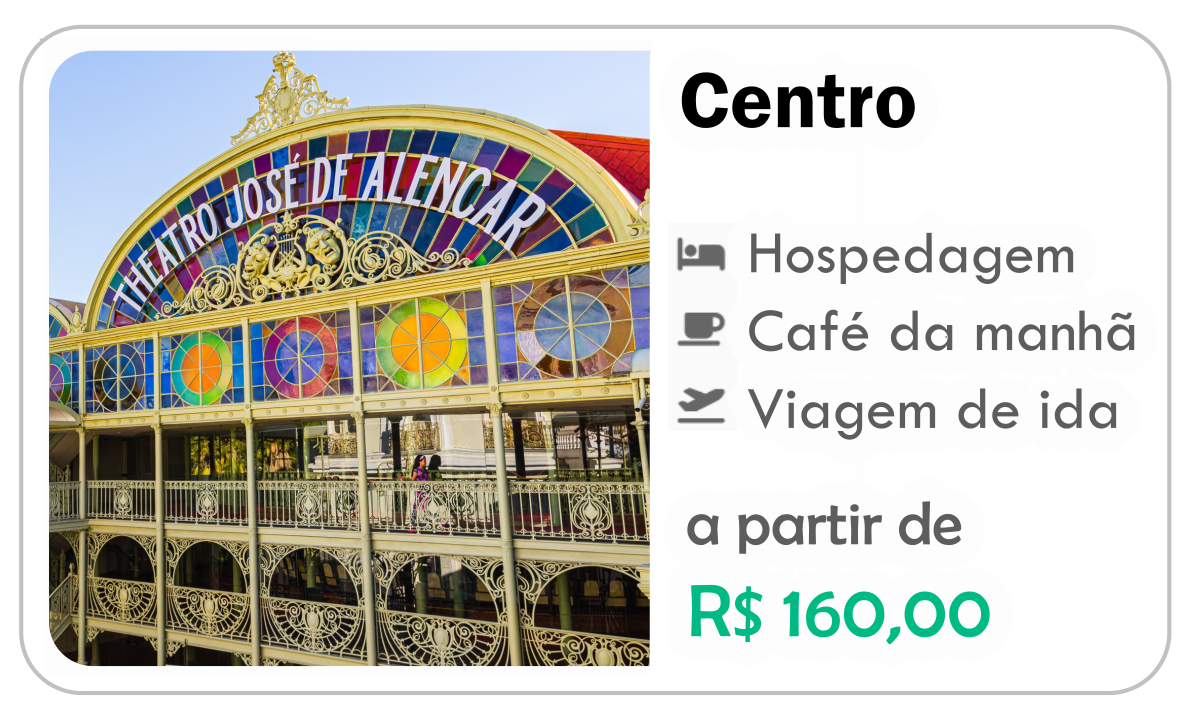 THEATRO JOSÉ DE ALENCAR
Centro
Hospedagem
Café da manhã
Viagem de ida
a partir de
R$ 160,00